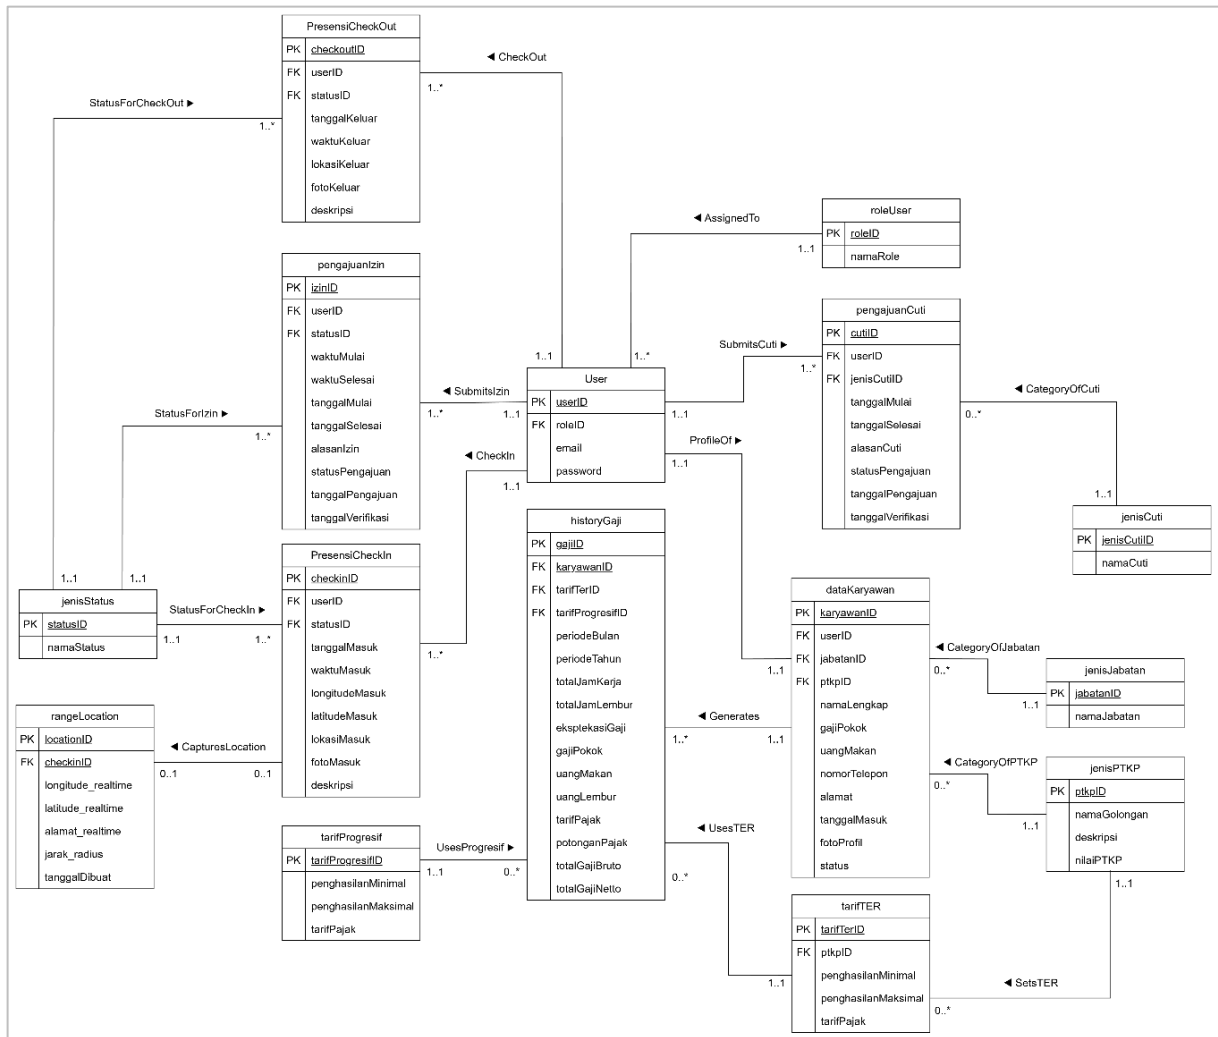 PresensiCheckOut
PK checkoutID
FK userID
FK statusID
tanggalKeluar
waktuKeluar
lokasiKeluar
fotoKeluar
deskripsi
◄ CheckOut
1..*
StatusForCheckOut ►
1..*
roleUser
PK roleID
namaRole
◄ AssignedTo
1..1
pengajuanIzin
PK izinID
FK userID
FK statusID
waktuMulai
waktuSelesai
tanggalMulai
tanggalSelesai
alasanIzin
statusPengajuan
tanggalPengajuan
tanggalVerifikasi
StatusForIzin ►
1..*
◄ SubmitsIzin
1..*
1..1
1..1
1..*
User
PK userID
FK roleID
email
password
SubmitsCuti ►
1..*
1..1
pengajuanCuti
PK cutiID
FK userID
FK jenisCutiID
tanggalMulai
tanggalSelesai
alasanCuti
statusPengajuan
tanggalPengajuan
tanggalVerifikasi
◄ CategoryOfCuti
0..*
1..1
jenisCuti
PK jenisCutiID
namaCuti
ProfileOf ►
1..1
1..1
◄ CheckIn
1..1
1..*
PresensiCheckIn
PK checkinID
FK userID
FK statusID
tanggalMasuk
waktuMasuk
longitudeMasuk
latitudeMasuk
lokasiMasuk
fotoMasuk
deskripsi
1..1
1..1
jenisStatus
PK statusID
namaStatus
StatusForCheckIn ►
1..1
1..*
rangeLocation
PK locationID
FK checkinID
longitude_realtime
latitude_realtime
alamat_realtime
jarak_radius
tanggalDibuat
◄ CapturesLocation
0..1
0..1
historyGaji
PK gajiID
FK karyawanID
FK tarifTerID
FK tarifProgresifID
periodeBulan
periodeTahun
totalJamKerja
totalJamLembur
eksptekasiGaji
gajiPokok
uangMakan
uangLembur
tarifPajak
potonganPajak
totalGajiBruto
totalGajiNetto
◄ Generates
1..*
1..1
dataKaryawan
PK karyawanID
FK userID
FK jabatanID
FK ptkpID
namaLengkap
gajiPokok
uangMakan
nomorTelepon
alamat
tanggalMasuk
fotoProfil
status
◄ CategoryOfJabatan
0..*
1..1
jenisJabatan
PK jabatanID
namaJabatan
◄ CategoryOfPTKP
0..*
1..1
jenisPTKP
PK ptkpID
namaGolongan
deskripsi
nilaiPTKP
1..1
tarifProgresif
PK tarifProgresifID
penghasilanMinimal
penghasilanMaksimal
tarifPajak
UsesProgresif ►
1..1
0..*
◄ UsesTER
0..*
1..1
tarifTER
PK tarifTerID
FK ptkpID
penghasilanMinimal
penghasilanMaksimal
tarifPajak
◄ SetsTER
0..*